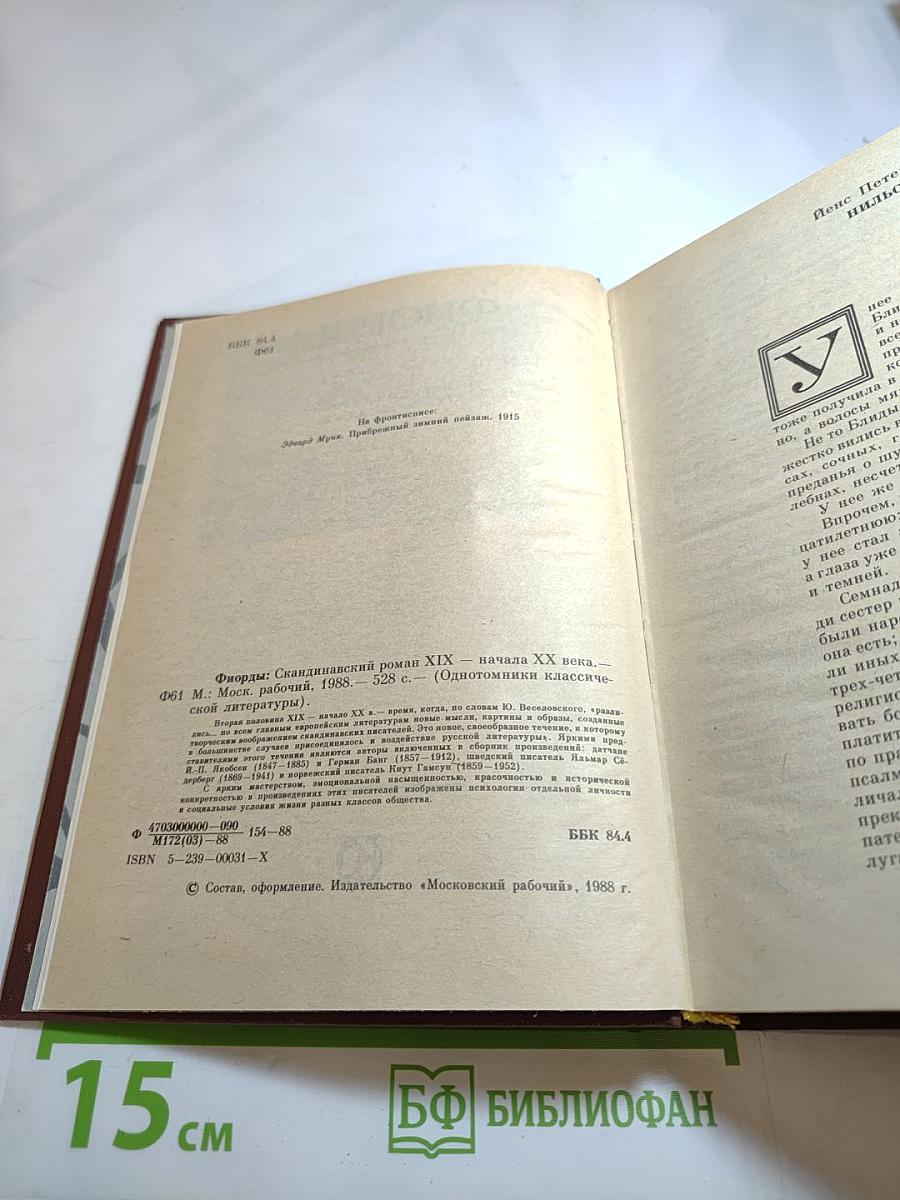 ББК 84.4
Ф61
На фронтисписе:
Эдвард Мунк. Прибрежный зимний пейзаж. 1915
Фиорды: Скандинавский роман XIX — начала XX века.—
Ф61 М.: Моск. рабочий, 1988.— 528 с.— (Однотомники классиче-
ской литературы).
Вторая половина XIX — начало XX в.— время, когда, по словам Ю. Веселовского, «разли-
лись... по всем главным европейским литературам новые мысли, картины и образы, созданные
творческим воображением скандинавских писателей. Это новое, своеобразное течение, к которому
в большинстве случаев присоединялось и воздействие русской литературы». Яркими пред-
ставителями этого течения являются авторы включенных в сборник произведений: датчане
Й.-П. Якобсен (1847—1885) и Герман Банг (1857—1912), шведский писатель Яльмар Сё-
дерберг (1869—1941) и норвежский писатель Кнут Гамсун (1859—1952).
С ярким мастерством, эмоциональной насыщенностью, красочностью и исторической
конкретностью в произведениях этих писателей изображены психология отдельной личности
и социальные условия жизни разных классов общества.
Ф 4703000000—090
М172(03)—88 154—88
ББК 84.4
ISBN 5—239—00031—X
© Состав, оформление. Издательство «Московский рабочий», 1988 г.
Йенс Пете
НИЛЬС
У
нее
Бли
и н
все
пр
ко
тоже получила в
но, а волосы мя
Не то Блиды
жестко вились в
сах, сочных, г
преданья о шу
лебных, несчет
У нее же
Впрочем,
цатилетнюю:
у нее стал
а глаза уже
и темней.
Семнад
ди сестер
были нар
она есть;
ли иных
трех-чет
религио
вать бо
платит
по пра
псалм
личал
прек
пате
луга
15 см
БФ БИБЛИОФАН